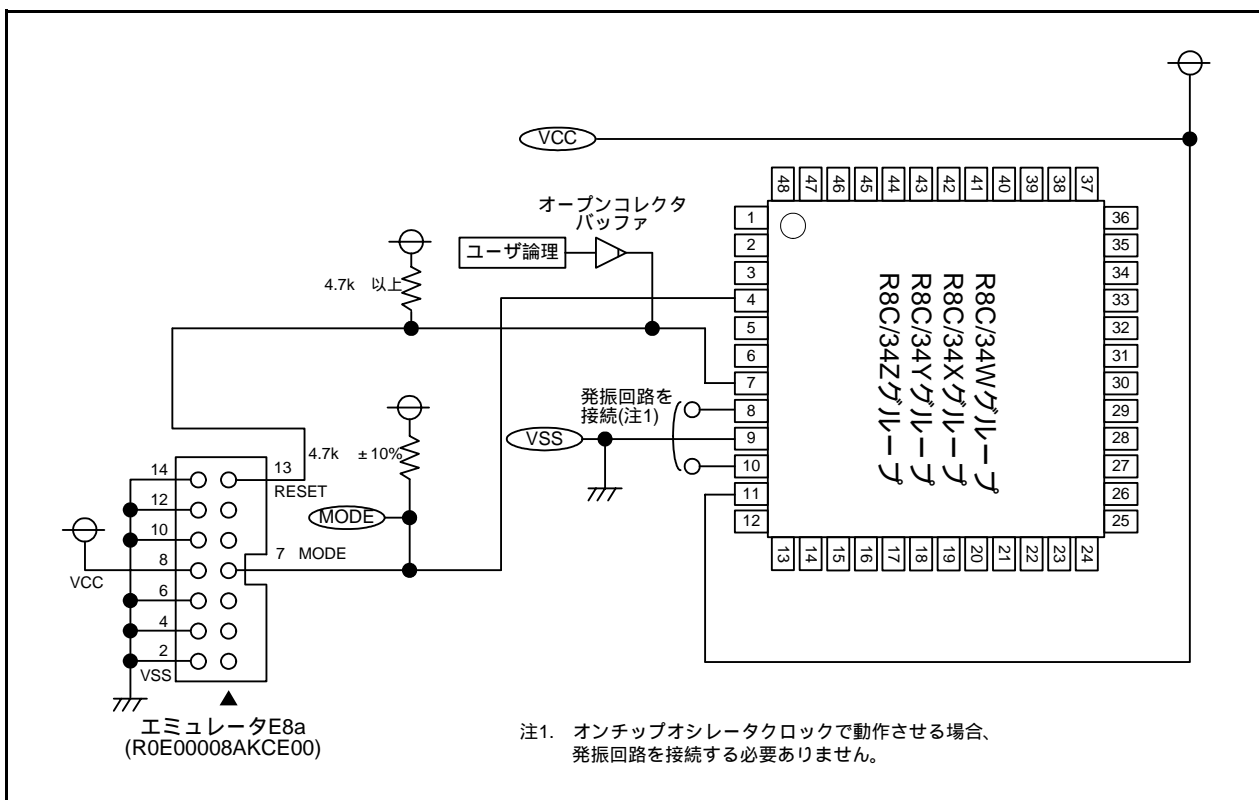 VCC
オープンコレクタ
バッファ
ユーザ論理
4.7k 以上
48 47 46 45 44 43 42 41 40 39 38 37
1
2
3
4
5
6
7
8
9
10
11
12
36
35
34
33
32
31
30
29
28
27
26
25
13 14 15 16 17 18 19 20 21 22 23 24
R8C/34Wグループ
R8C/34Xグループ
R8C/34Yグループ
R8C/34Zグループ
発振回路を
接続(注1)
VSS
4.7k ±10%
MODE
14
13
RESET
12
10
8
7 MODE
VCC
6
4
2
VSS
エミュレータE8a
(R0E00008AKCE00)
注1. オンチップオシレータクロックで動作させる場合、
発振回路を接続する必要ありません。